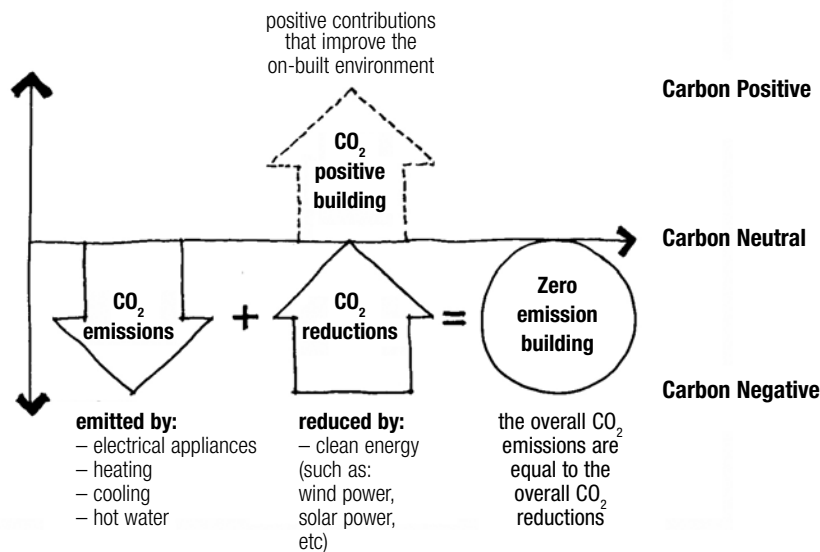 positive contributions
that improve the
on-built environment
Carbon Positive
CO₂
positive
building
Carbon Neutral
CO₂
emissions
+
CO₂
reductions
=
Zero
emission
building
Carbon Negative
emitted by:
– electrical appliances
– heating
– cooling
– hot water
reduced by:
– clean energy
(such as:
wind power,
solar power,
etc)
the overall CO₂
emissions are
equal to the
overall CO₂
reductions